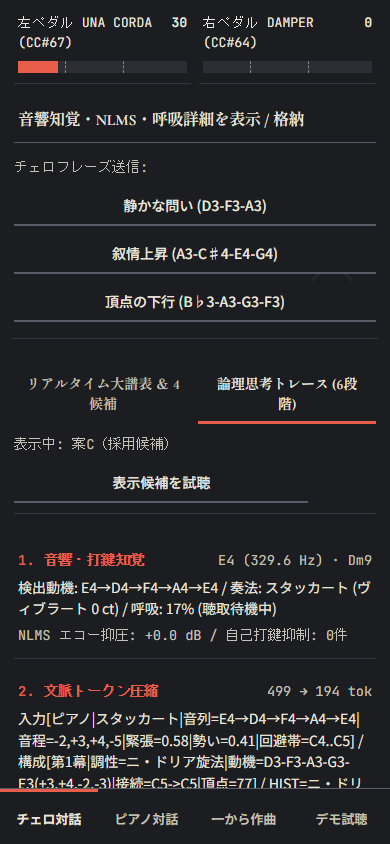 左ペダル UNA CORDA 30
(CC#67)
右ペダル DAMPER 0
(CC#64)
音響知覚・NLMS・呼吸詳細を表示 / 格納
チェロフレーズ送信:
静かな問い (D3-F3-A3)
叙情上昇 (A3-C♯4-E4-G4)
頂点の下行 (B♭3-A3-G3-F3)
リアルタイム大譜表 & 4
候補
論理思考トレース (6段
階)
表示中: 案C（採用候補）
表示候補を試聴
1. 音響・打鍵知覚 E4 (329.6 Hz) · Dm9
検出動機: E4→D4→F4→A4→E4 / 奏法: スタッカート (ヴ
ィブラート 0 ct) / 呼吸: 17% (聴取待機中)
NLMS エコー抑圧: +0.0 dB / 自己打鍵抑制: 0件
2. 文脈トークン圧縮 499 → 194 tok
入力[ピアノ|スタッカート|音列=E4→D4→F4→A4→E4|
音程=-2,+3,+4,-5|緊張=0.58|勢い=0.41|回避帯=C4..C5] /
構成[第1幕|調性=ニ・ドリア旋法|動機=D3-F3-A3-G3-
E3(+3,+4,-2,-3)|接続=C5->C5|頂点=77] / HIST=ニ・ドリ
チェロ対話 ピアノ対話 一から作曲 デモ試聴